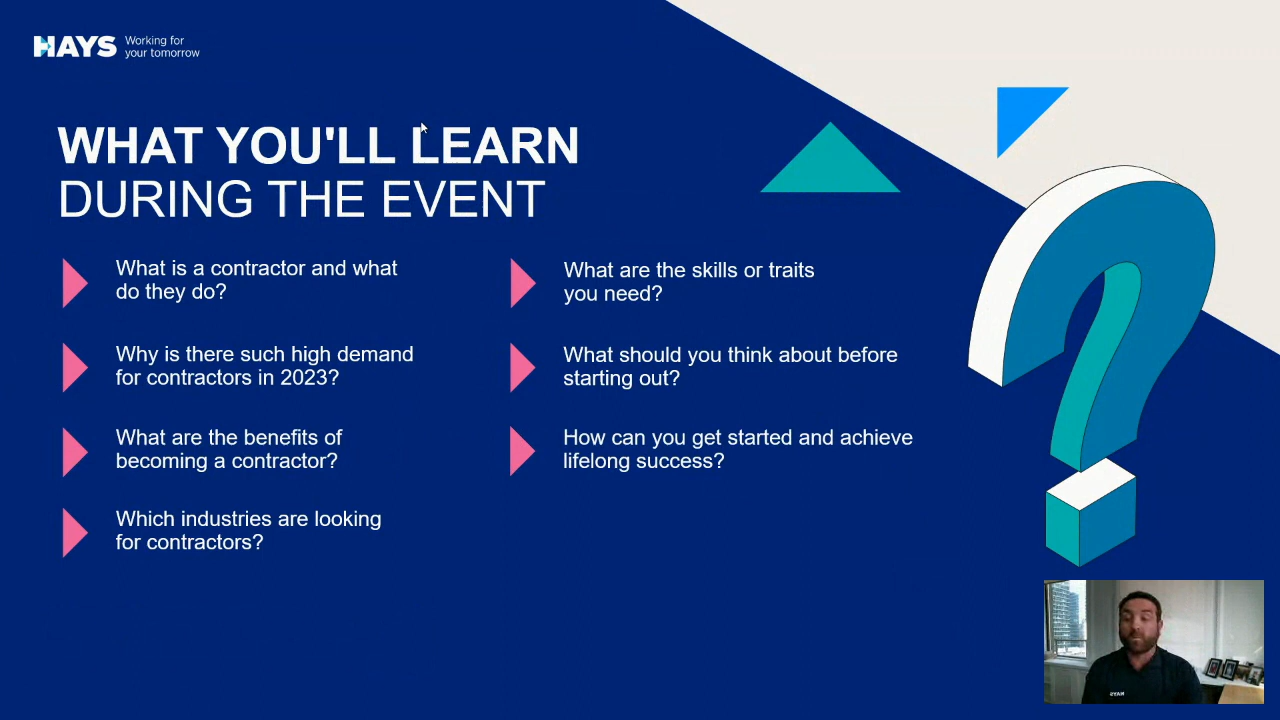 HAYS
Working for
your tomorrow
WHAT YOU'LL LEARN
DURING THE EVENT
What is a contractor and what
do they do?
Why is there such high demand
for contractors in 2023?
What are the benefits of
becoming a contractor?
Which industries are looking
for contractors?
What are the skills or traits
you need?
What should you think about before
starting out?
How can you get started and achieve
lifelong success?
HAYS